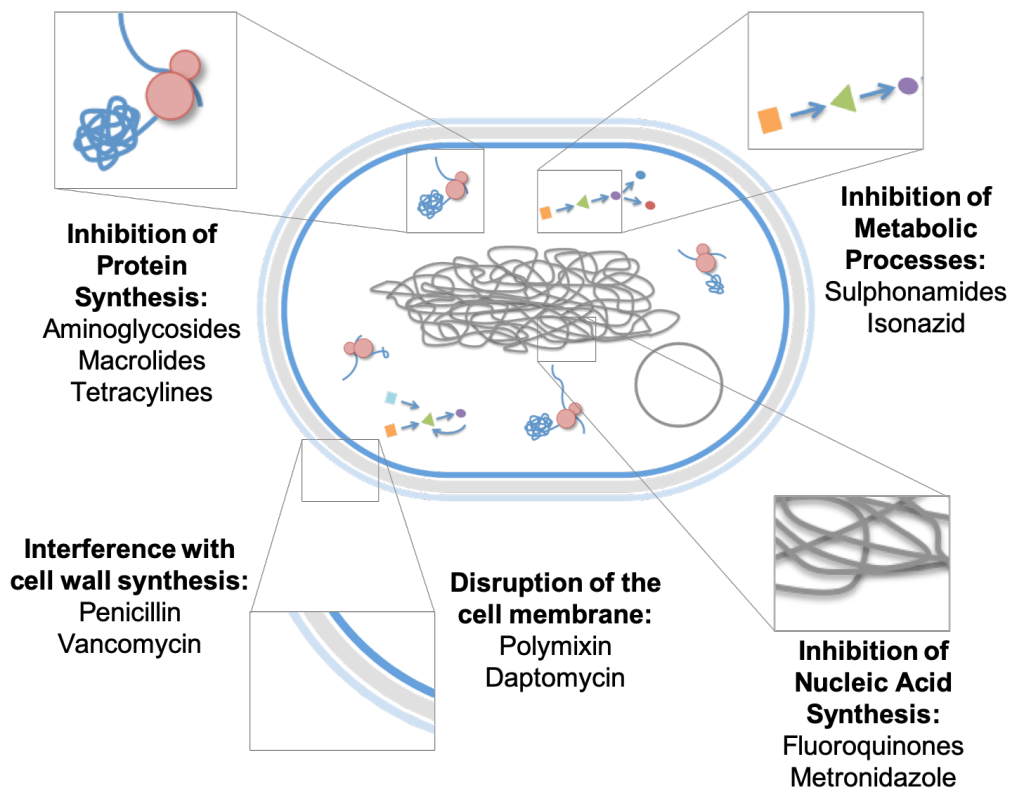 Inhibition of
Protein
Synthesis:
Aminoglycosides
Macrolides
Tetracylines
Inhibition of
Metabolic
Processes:
Sulphonamides
Isonazid
Interference with
cell wall synthesis:
Penicillin
Vancomycin
Disruption of the
cell membrane:
Polymixin
Daptomycin
Inhibition of
Nucleic Acid
Synthesis:
Fluoroquinones
Metronidazole